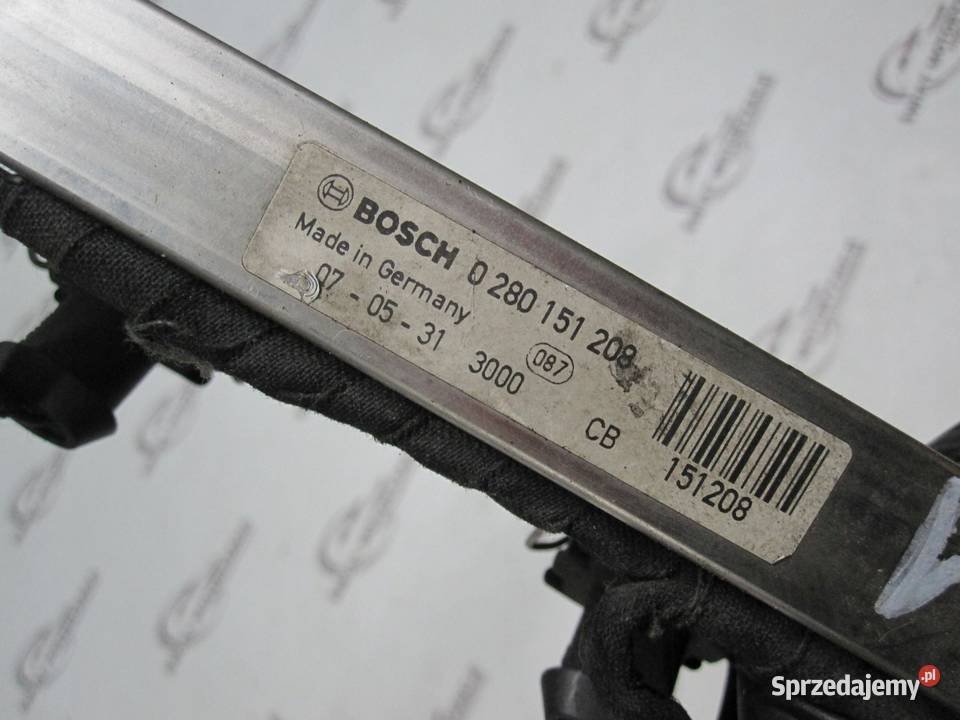 BOSCH 0 280 151 208
Made in Germany 087
07 - 05 - 31 3000 CB
151208
Sprzedajemy.pl